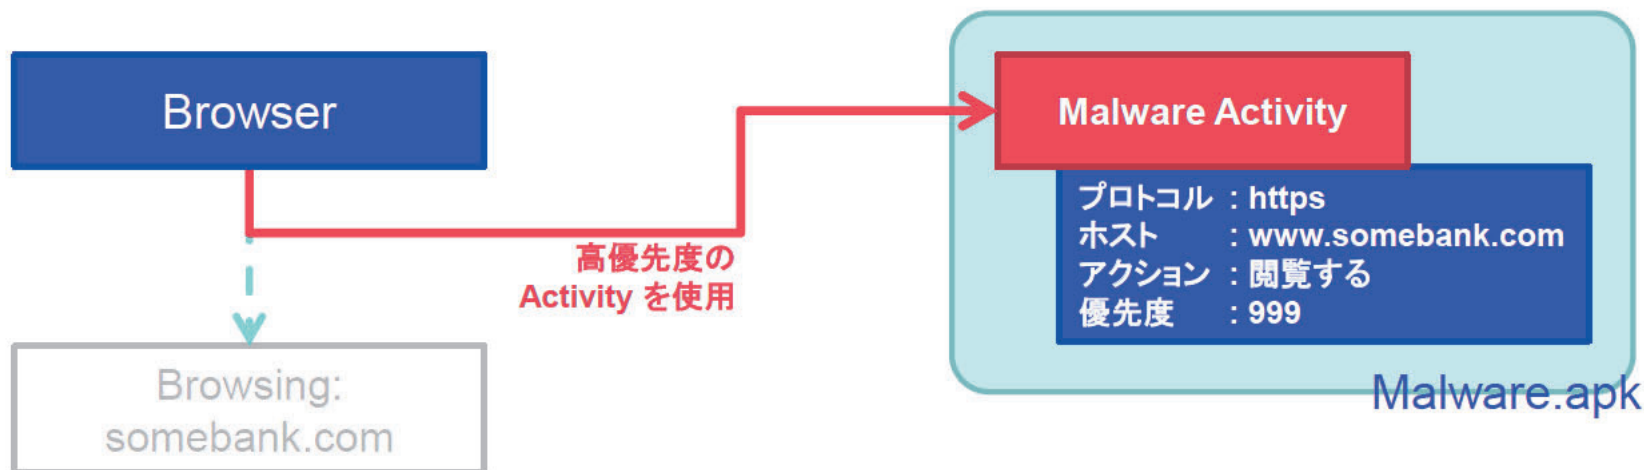 Browser
Malware Activity
プロトコル : https
ホスト : www.somebank.com
アクション : 閲覧する
優先度 : 999
高優先度の
Activity を使用
Browsing:
somebank.com
Malware.apk